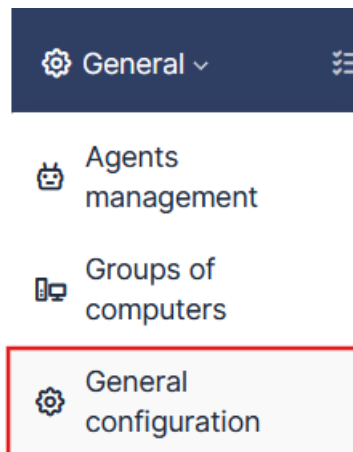 General
Agents
management
Groups of
computers
General
configuration